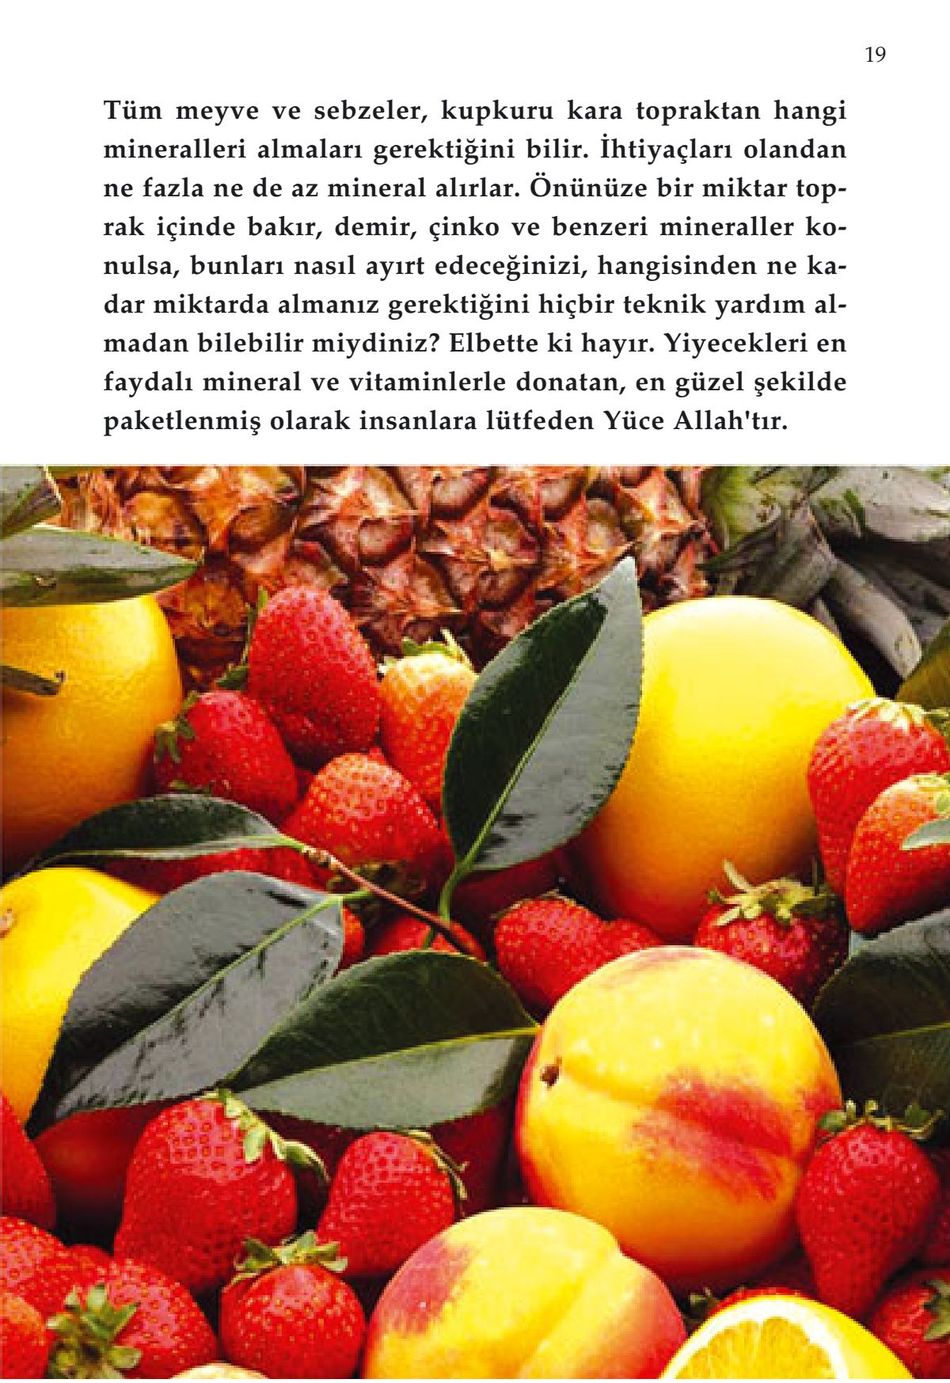 19
Tüm meyve ve sebzeler, kupkuru kara topraktan hangi
mineralleri almaları gerektiğini bilir. İhtiyaçları olandan
ne fazla ne de az mineral alırlar. Önünüze bir miktar top-
rak içinde bakır, demir, çinko ve benzeri mineraller ko-
nulsa, bunları nasıl ayırt edeceğinizi, hangisinden ne ka-
dar miktarda almanız gerektiğini hiçbir teknik yardım al-
madan bilebilir miydiniz? Elbette ki hayır. Yiyecekleri en
faydalı mineral ve vitaminlerle donatan, en güzel şekilde
paketlenmiş olarak insanlara lütfeden Yüce Allah'tır.